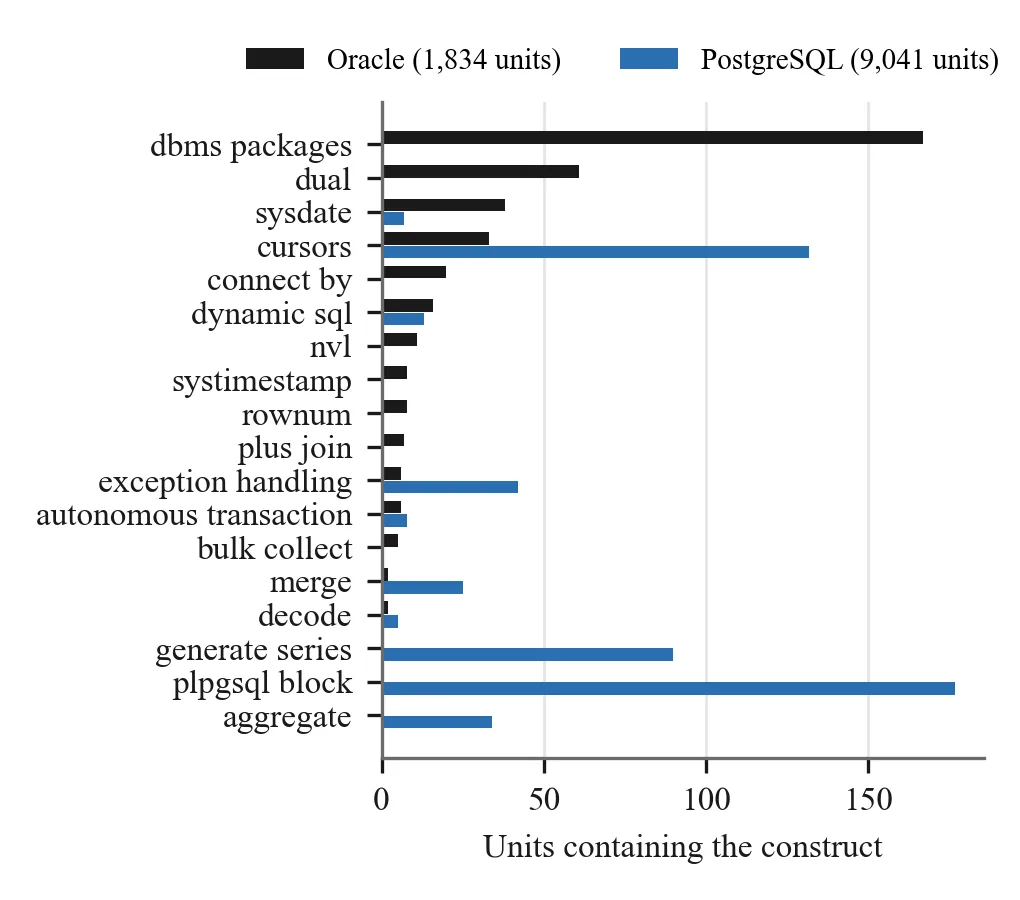 Oracle (1,834 units) PostgreSQL (9,041 units)
dbms packages
dual
sysdate
cursors
connect by
dynamic sql
nvl
systimestamp
rownum
plus join
exception handling
autonomous transaction
bulk collect
merge
decode
generate series
plpgsql block
aggregate
0 50 100 150
Units containing the construct